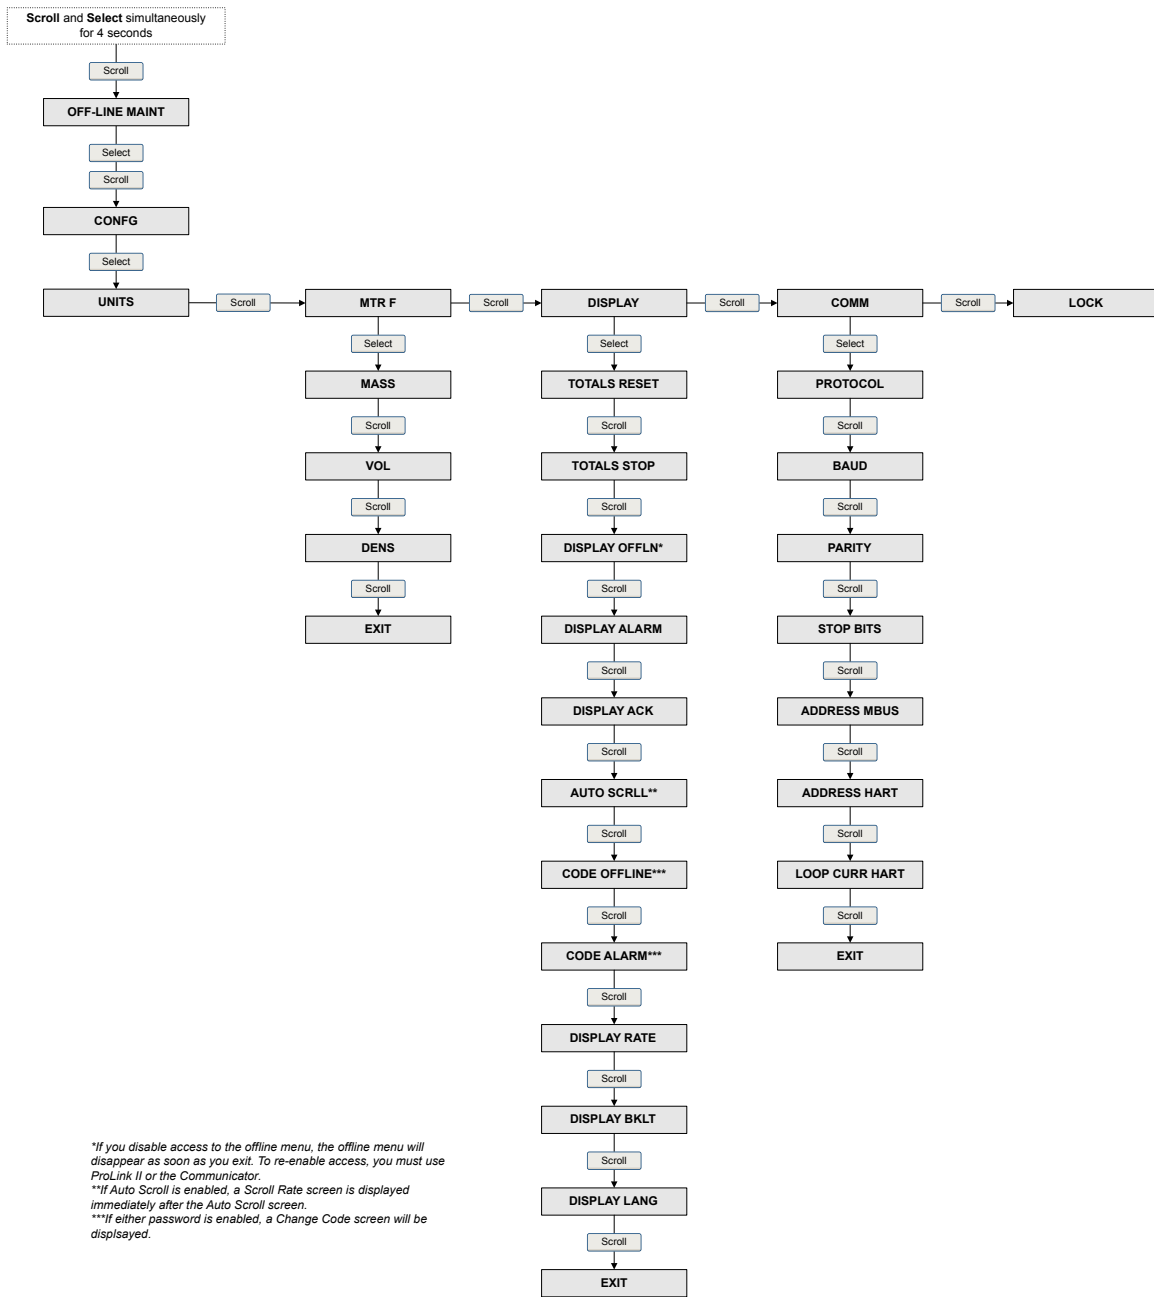 Scroll and Select simultaneously
for 4 seconds
Scroll
OFF-LINE MAINT
Select
Scroll
CONFG
Select
UNITS
Scroll
MTR F
Scroll
DISPLAY
Scroll
COMM
Scroll
LOCK
Select
MASS
Scroll
VOL
Scroll
DENS
Scroll
EXIT
Select
TOTALS RESET
Scroll
TOTALS STOP
Scroll
DISPLAY OFFLN*
Scroll
DISPLAY ALARM
Scroll
DISPLAY ACK
Scroll
AUTO SCRLL**
Scroll
CODE OFFLINE***
Scroll
CODE ALARM***
Scroll
DISPLAY RATE
Scroll
DISPLAY BKLT
Scroll
DISPLAY LANG
Scroll
EXIT
Select
PROTOCOL
Scroll
BAUD
Scroll
PARITY
Scroll
STOP BITS
Scroll
ADDRESS MBUS
Scroll
ADDRESS HART
Scroll
LOOP CURR HART
Scroll
EXIT
*If you disable access to the offline menu, the offline menu will
disappear as soon as you exit. To re-enable access, you must use
ProLink II or the Communicator.
**If Auto Scroll is enabled, a Scroll Rate screen is displayed
immediately after the Auto Scroll screen.
***If either password is enabled, a Change Code screen will be
displsayed.